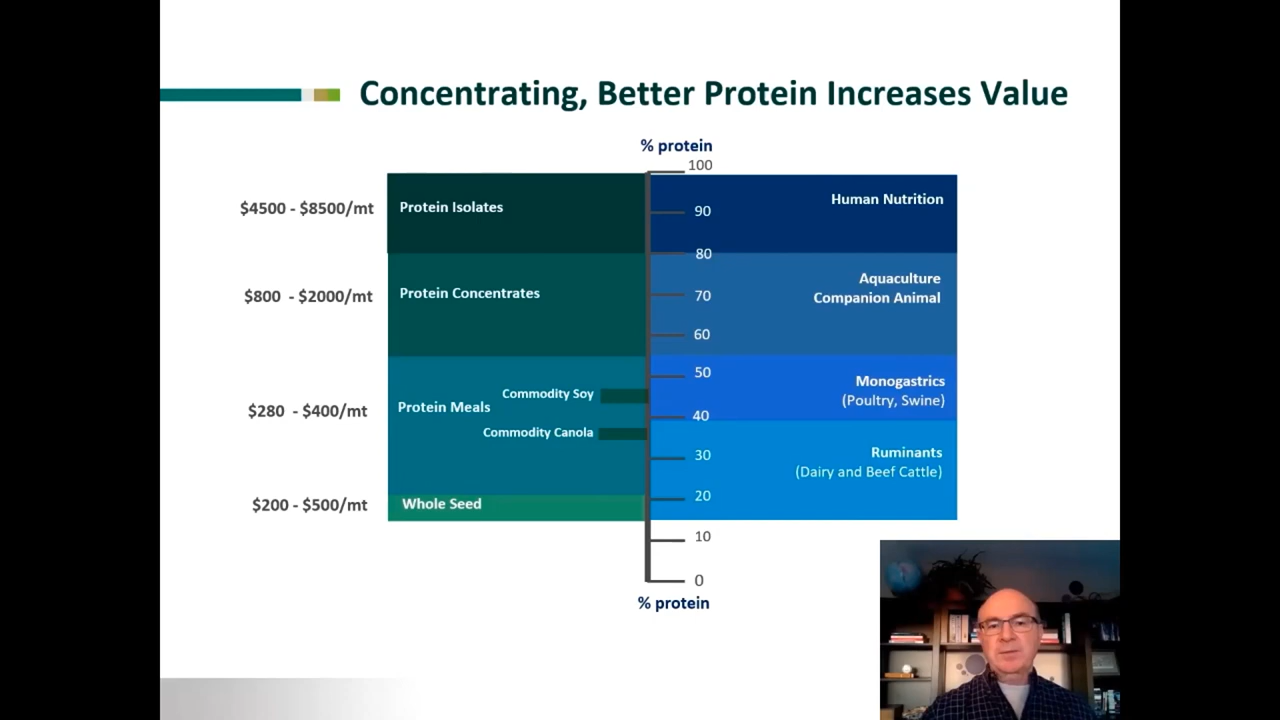 Concentrating, Better Protein Increases Value
% protein
100
$4500 - $8500/mt
Protein Isolates
90
Human Nutrition
80
$800 - $2000/mt
Protein Concentrates
70
Aquaculture
Companion Animal
60
50
$280 - $400/mt
Protein Meals
Commodity Soy
Commodity Canola
40
Monogastrics
(Poultry, Swine)
30
Ruminants
(Dairy and Beef Cattle)
20
$200 - $500/mt
Whole Seed
10
0
% protein